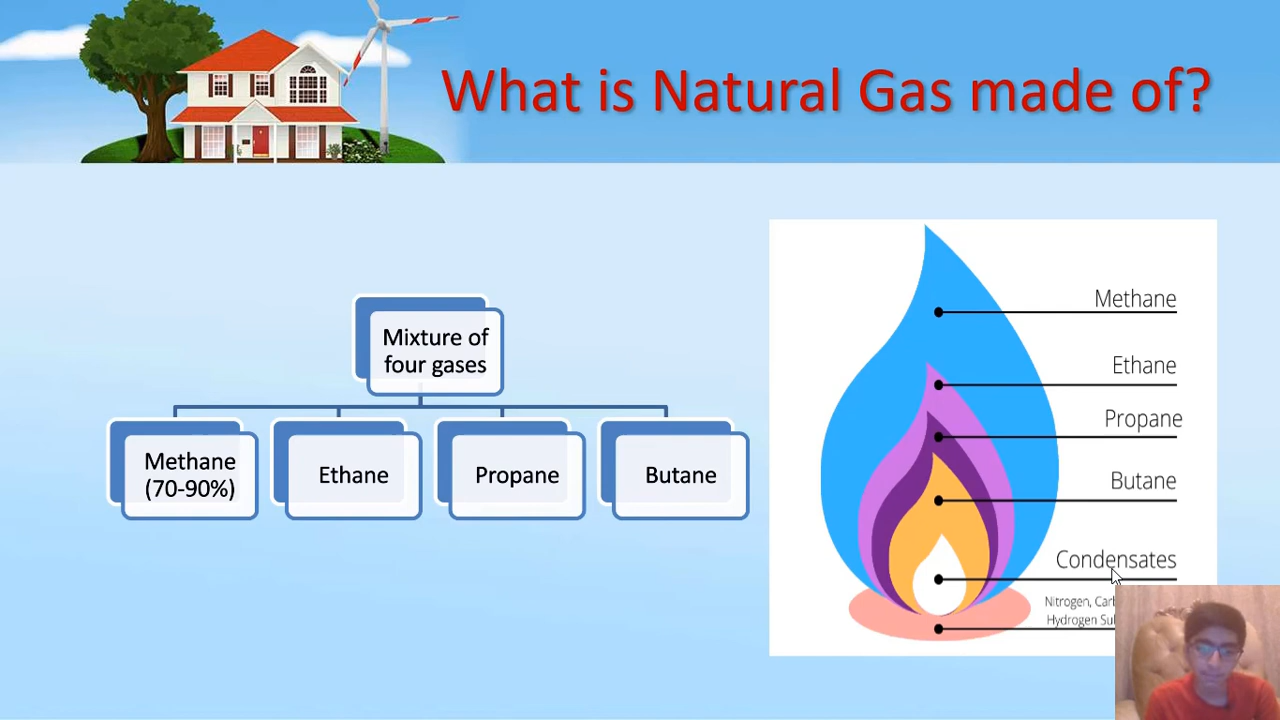 What is Natural Gas made of?
Mixture of
four gases
Methane
(70-90%)
Ethane
Propane
Butane
Methane
Ethane
Propane
Butane
Condensates
Nitrogen,
Hydrogen